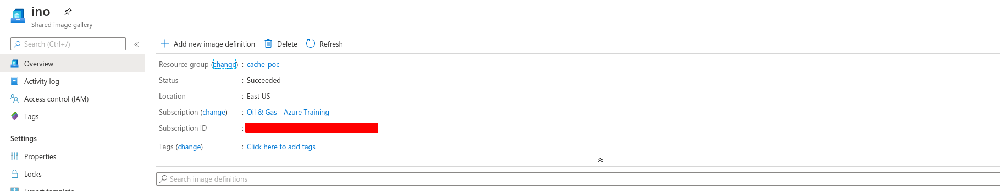 ino
Shared image gallery
Search (Ctrl+/)
«
Overview
Activity log
Access control (IAM)
Tags
Settings
Properties
Locks
Export template
Add new image definition Delete Refresh
Resource group (change) : cache-poc
Status : Succeeded
Location : East US
Subscription (change) : Oil & Gas - Azure Training
Subscription ID :
Tags (change) : Click here to add tags
Search image definitions